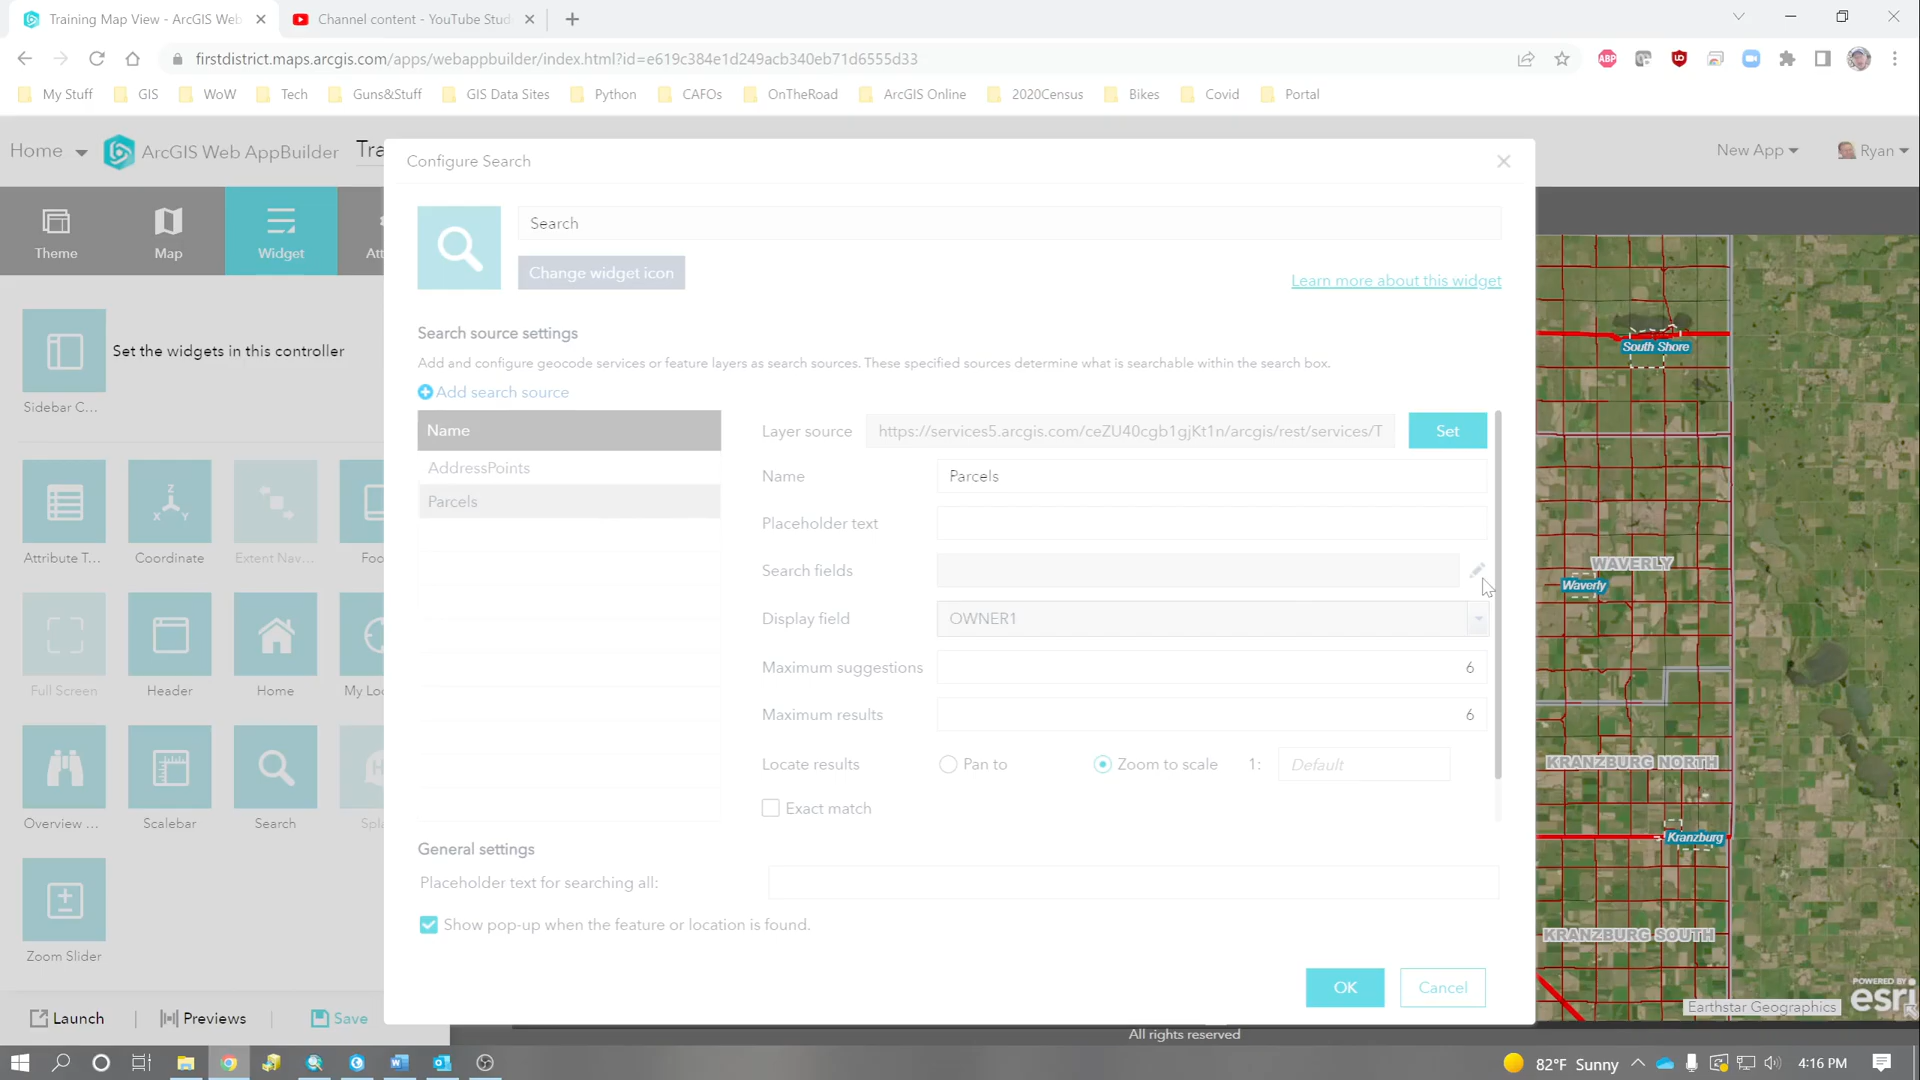 Training Map View - ArcGIS Web
Channel content - YouTube Stud
firstdistrict.maps.arcgis.com/apps/webappbuilder/index.html?id=e619c384e1d249acb340eb71d6555d33
ABP
My Stuff
GIS
WoW
Tech
Guns&Stuff
GIS Data Sites
Python
CAFOs
OnTheRoad
ArcGIS Online
2020Census
Bikes
Covid
Portal
Home
ArcGIS Web AppBuilder
Tra
New App
Ryan
Configure Search
Theme
Map
Widget
Att
Search
Change widget icon
Learn more about this widget
Set the widgets in this controller
Sidebar C...
Search source settings
Add and configure geocode services or feature layers as search sources. These specified sources determine what is searchable within the search box.
Add search source
Name
AddressPoints
Parcels
Layer source
https://services5.arcgis.com/ceZU40cgb1gjKt1n/arcgis/rest/services/T
Set
Name
Parcels
Placeholder text
Search fields
Display field
OWNER1
Maximum suggestions
6
Maximum results
6
Locate results
Pan to
Zoom to scale
1:
Default
Exact match
General settings
Placeholder text for searching all:
Show pop-up when the feature or location is found.
OK
Cancel
Attribute T...
Coordinate
Extent Nav...
Foo
Full Screen
Header
Home
My Loc
Overview ...
Scalebar
Search
Spl
Zoom Slider
Launch
Previews
Save
South Shore
WAVERLY
Waverly
KRANZBURG NORTH
Kranzburg
KRANZBURG SOUTH
POWERED BY
esri
Earthstar Geographics
All rights reserved
82°F Sunny
4:16 PM